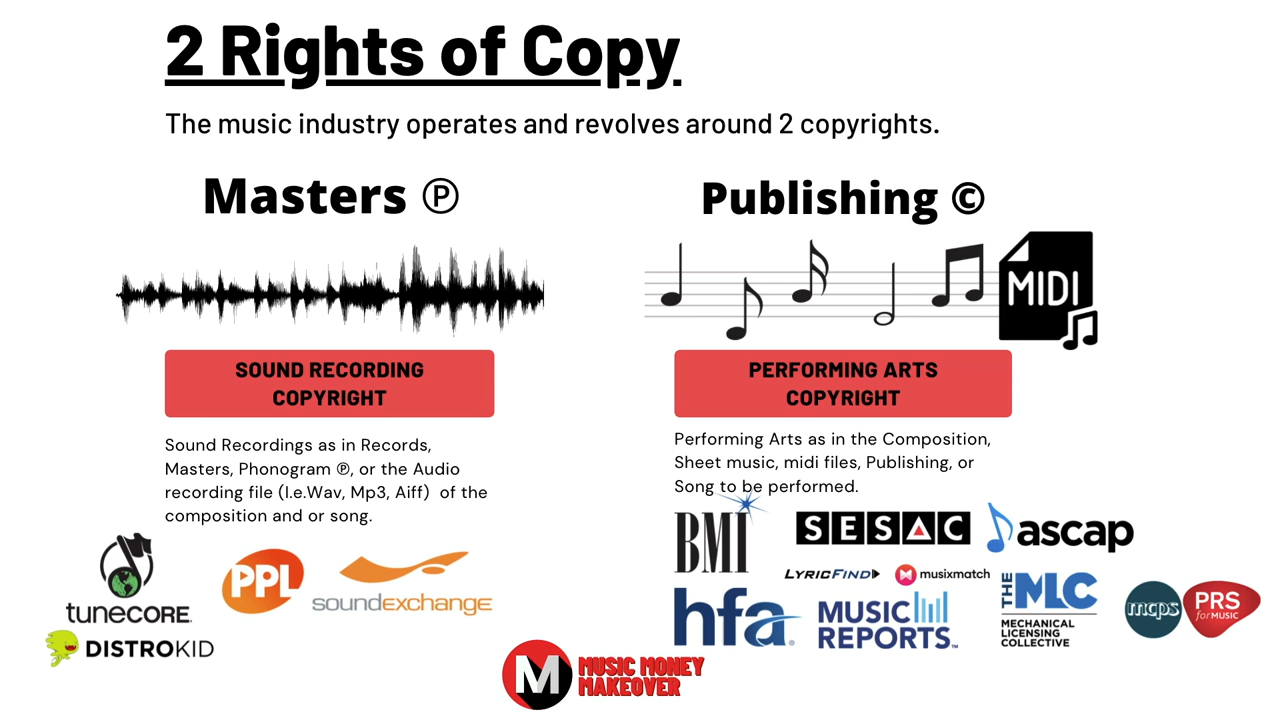 2 Rights of Copy
The music industry operates and revolves around 2 copyrights.
Masters ℗
Publishing ©
MIDI
SOUND RECORDING
COPYRIGHT
PERFORMING ARTS
COPYRIGHT
Sound Recordings as in Records,
Masters, Phonogram ℗, or the Audio
recording file (I.e.Wav, Mp3, Aiff)  of the
composition and or song.
Performing Arts as in the Composition,
Sheet music, midi files, Publishing, or
Song to be performed.
tuneCORE
PPL
soundExchange
DISTROKID
BMI
SESAC
ascap
LYRICFIND
musixmatch
hfa
MUSIC
REPORTS
THE MLC
MECHANICAL
LICENSING
COLLECTIVE
mcps
PRS
for MUSIC
M
MUSIC MONEY
MAKEOVER